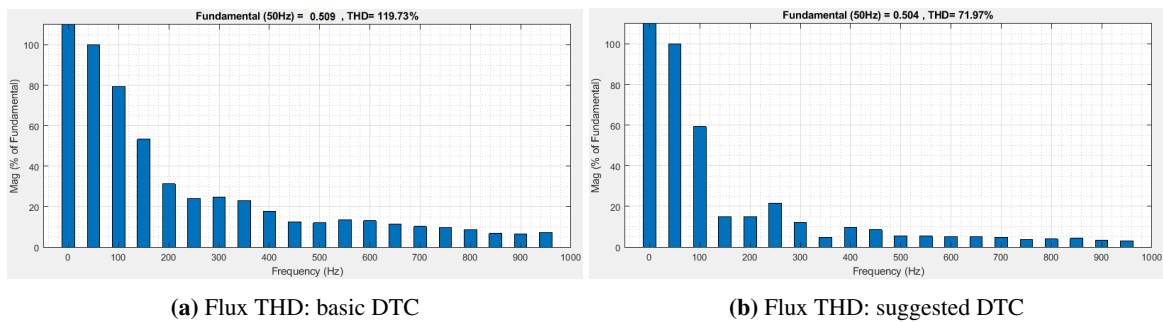 Fundamental (50Hz) = 0.509 , THD= 119.73%
Mag (% of Fundamental)
100
80
60
40
20
0
0 100 200 300 400 500 600 700 800 900 1000
Frequency (Hz)
(a) Flux THD: basic DTC
Fundamental (50Hz) = 0.504 , THD= 71.97%
Mag (% of Fundamental)
100
80
60
40
20
0
0 100 200 300 400 500 600 700 800 900 1000
Frequency (Hz)
(b) Flux THD: suggested DTC